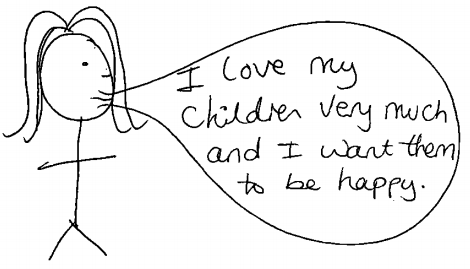 I love my
children very much
and I want them
to be happy.